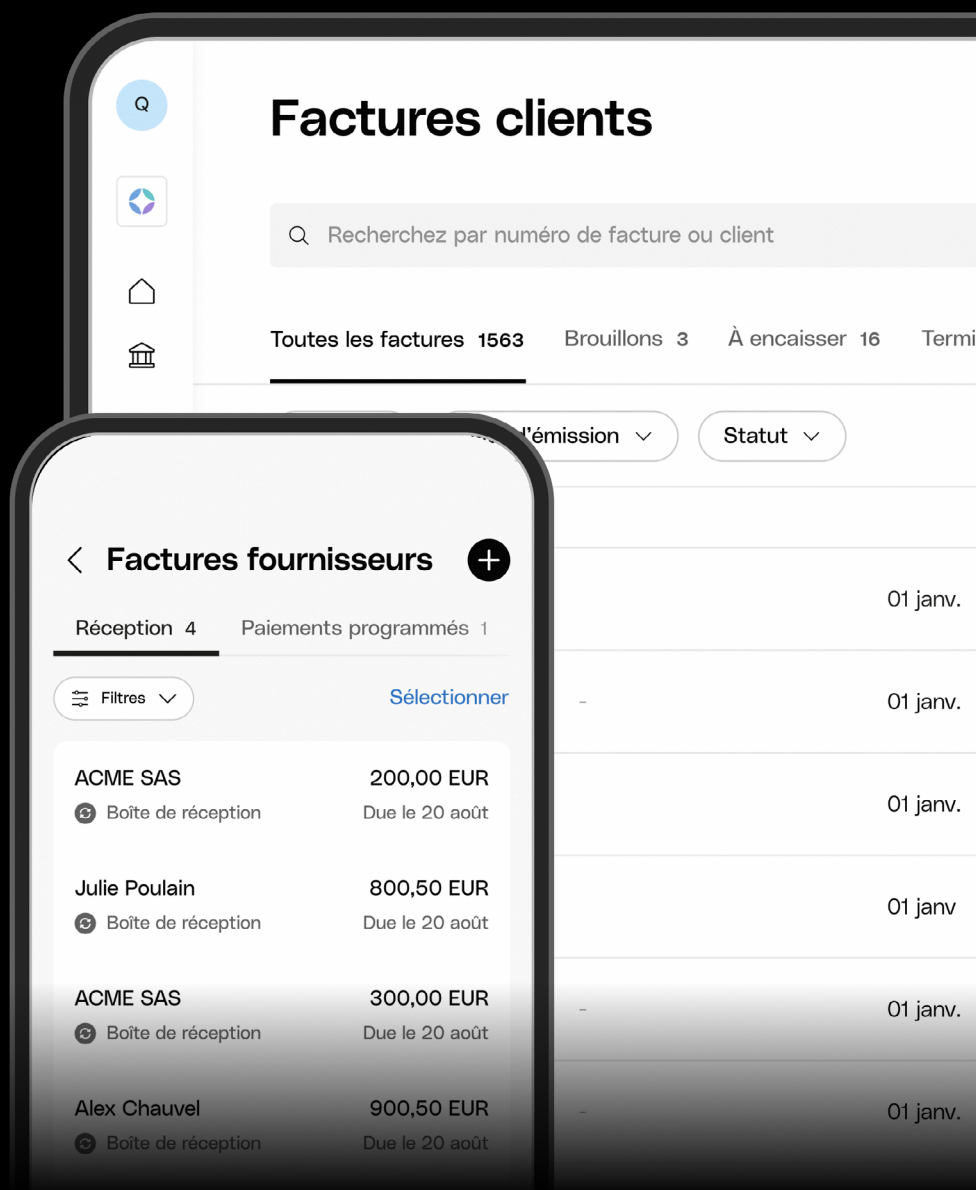 Q
Factures clients
Recherchez par numéro de facture ou client
Toutes les factures 1563 Brouillons 3 À encaisser 16
d'émission Statut
01 janv.
- 01 janv.
01 janv.
01 janv
- 01 janv.
- 01 janv.
Factures fournisseurs
Réception 4 Paiements programmés 1
Filtres Sélectionner
ACME SAS 200,00 EUR
Boîte de réception Due le 20 août
Julie Poulain 800,50 EUR
Boîte de réception Due le 20 août
ACME SAS 300,00 EUR
Boîte de réception Due le 20 août
Alex Chauvel 900,50 EUR
Boîte de réception Due le 20 août